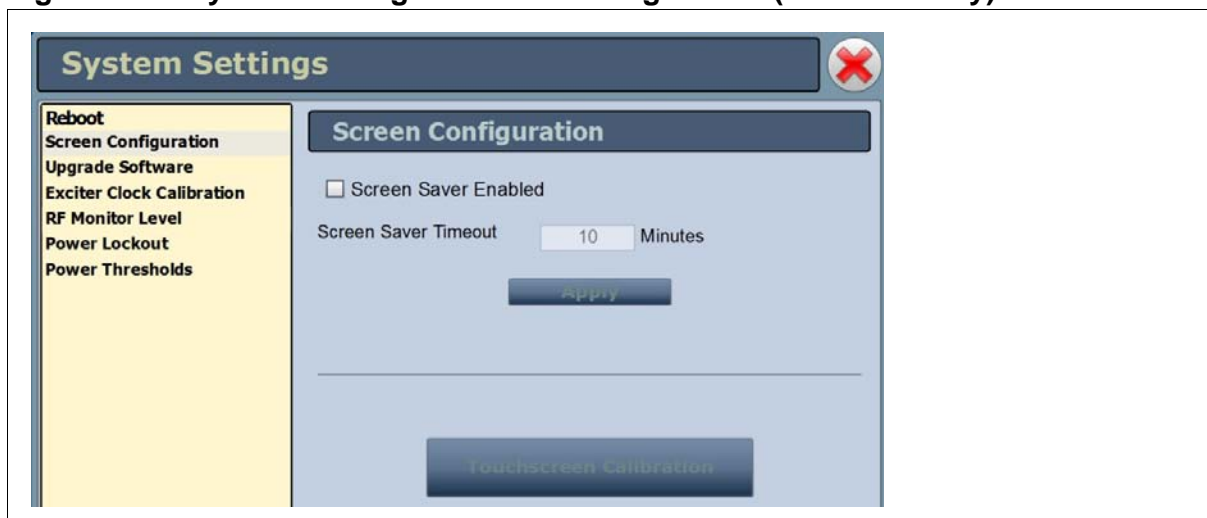 System Settings
Reboot
Screen Configuration
Upgrade Software
Exciter Clock Calibration
RF Monitor Level
Power Lockout
Power Thresholds
Screen Configuration
Screen Saver Enabled
Screen Saver Timeout 10 Minutes
Apply
Touchscreen Calibration